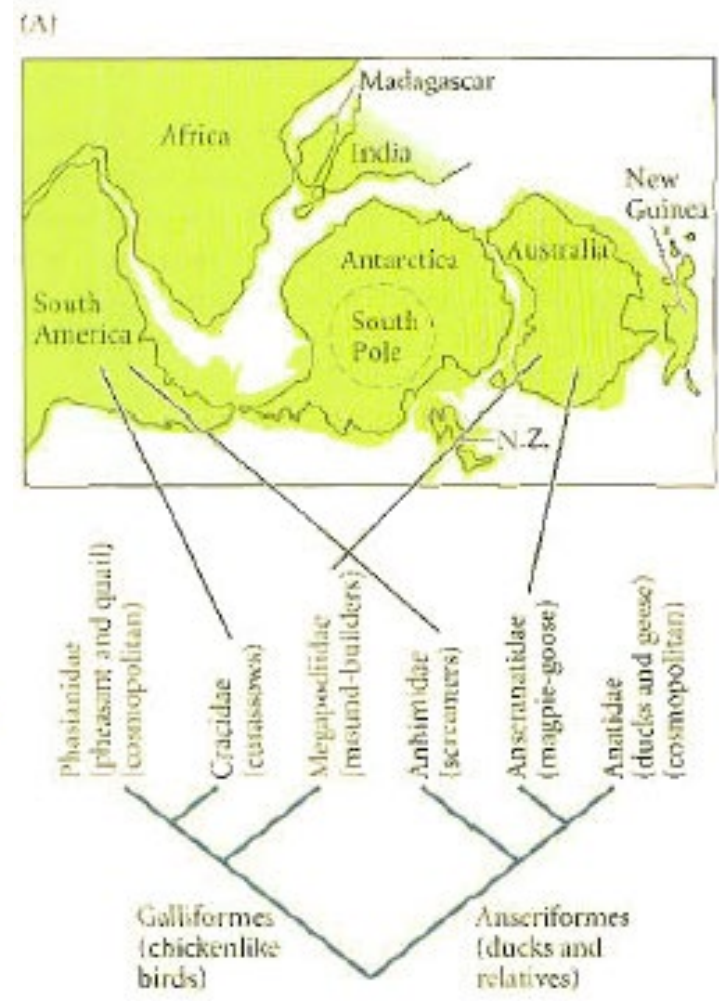 (A)
Madagascar
Africa
India
New
Guinea
Antarctica
Australia
South
America
South
Pole
N.Z.
Phasianidae
(pheasant and quail)
(cosmopolitan)
Cracidae
(curassows)
Megapodiidae
(mound-builders)
Anhimidae
(screamers)
Anseranatidae
(magpie-goose)
Anatidae
(ducks and geese)
(cosmopolitan)
Galliformes
(chickenlike
birds)
Anseriformes
(ducks and
relatives)